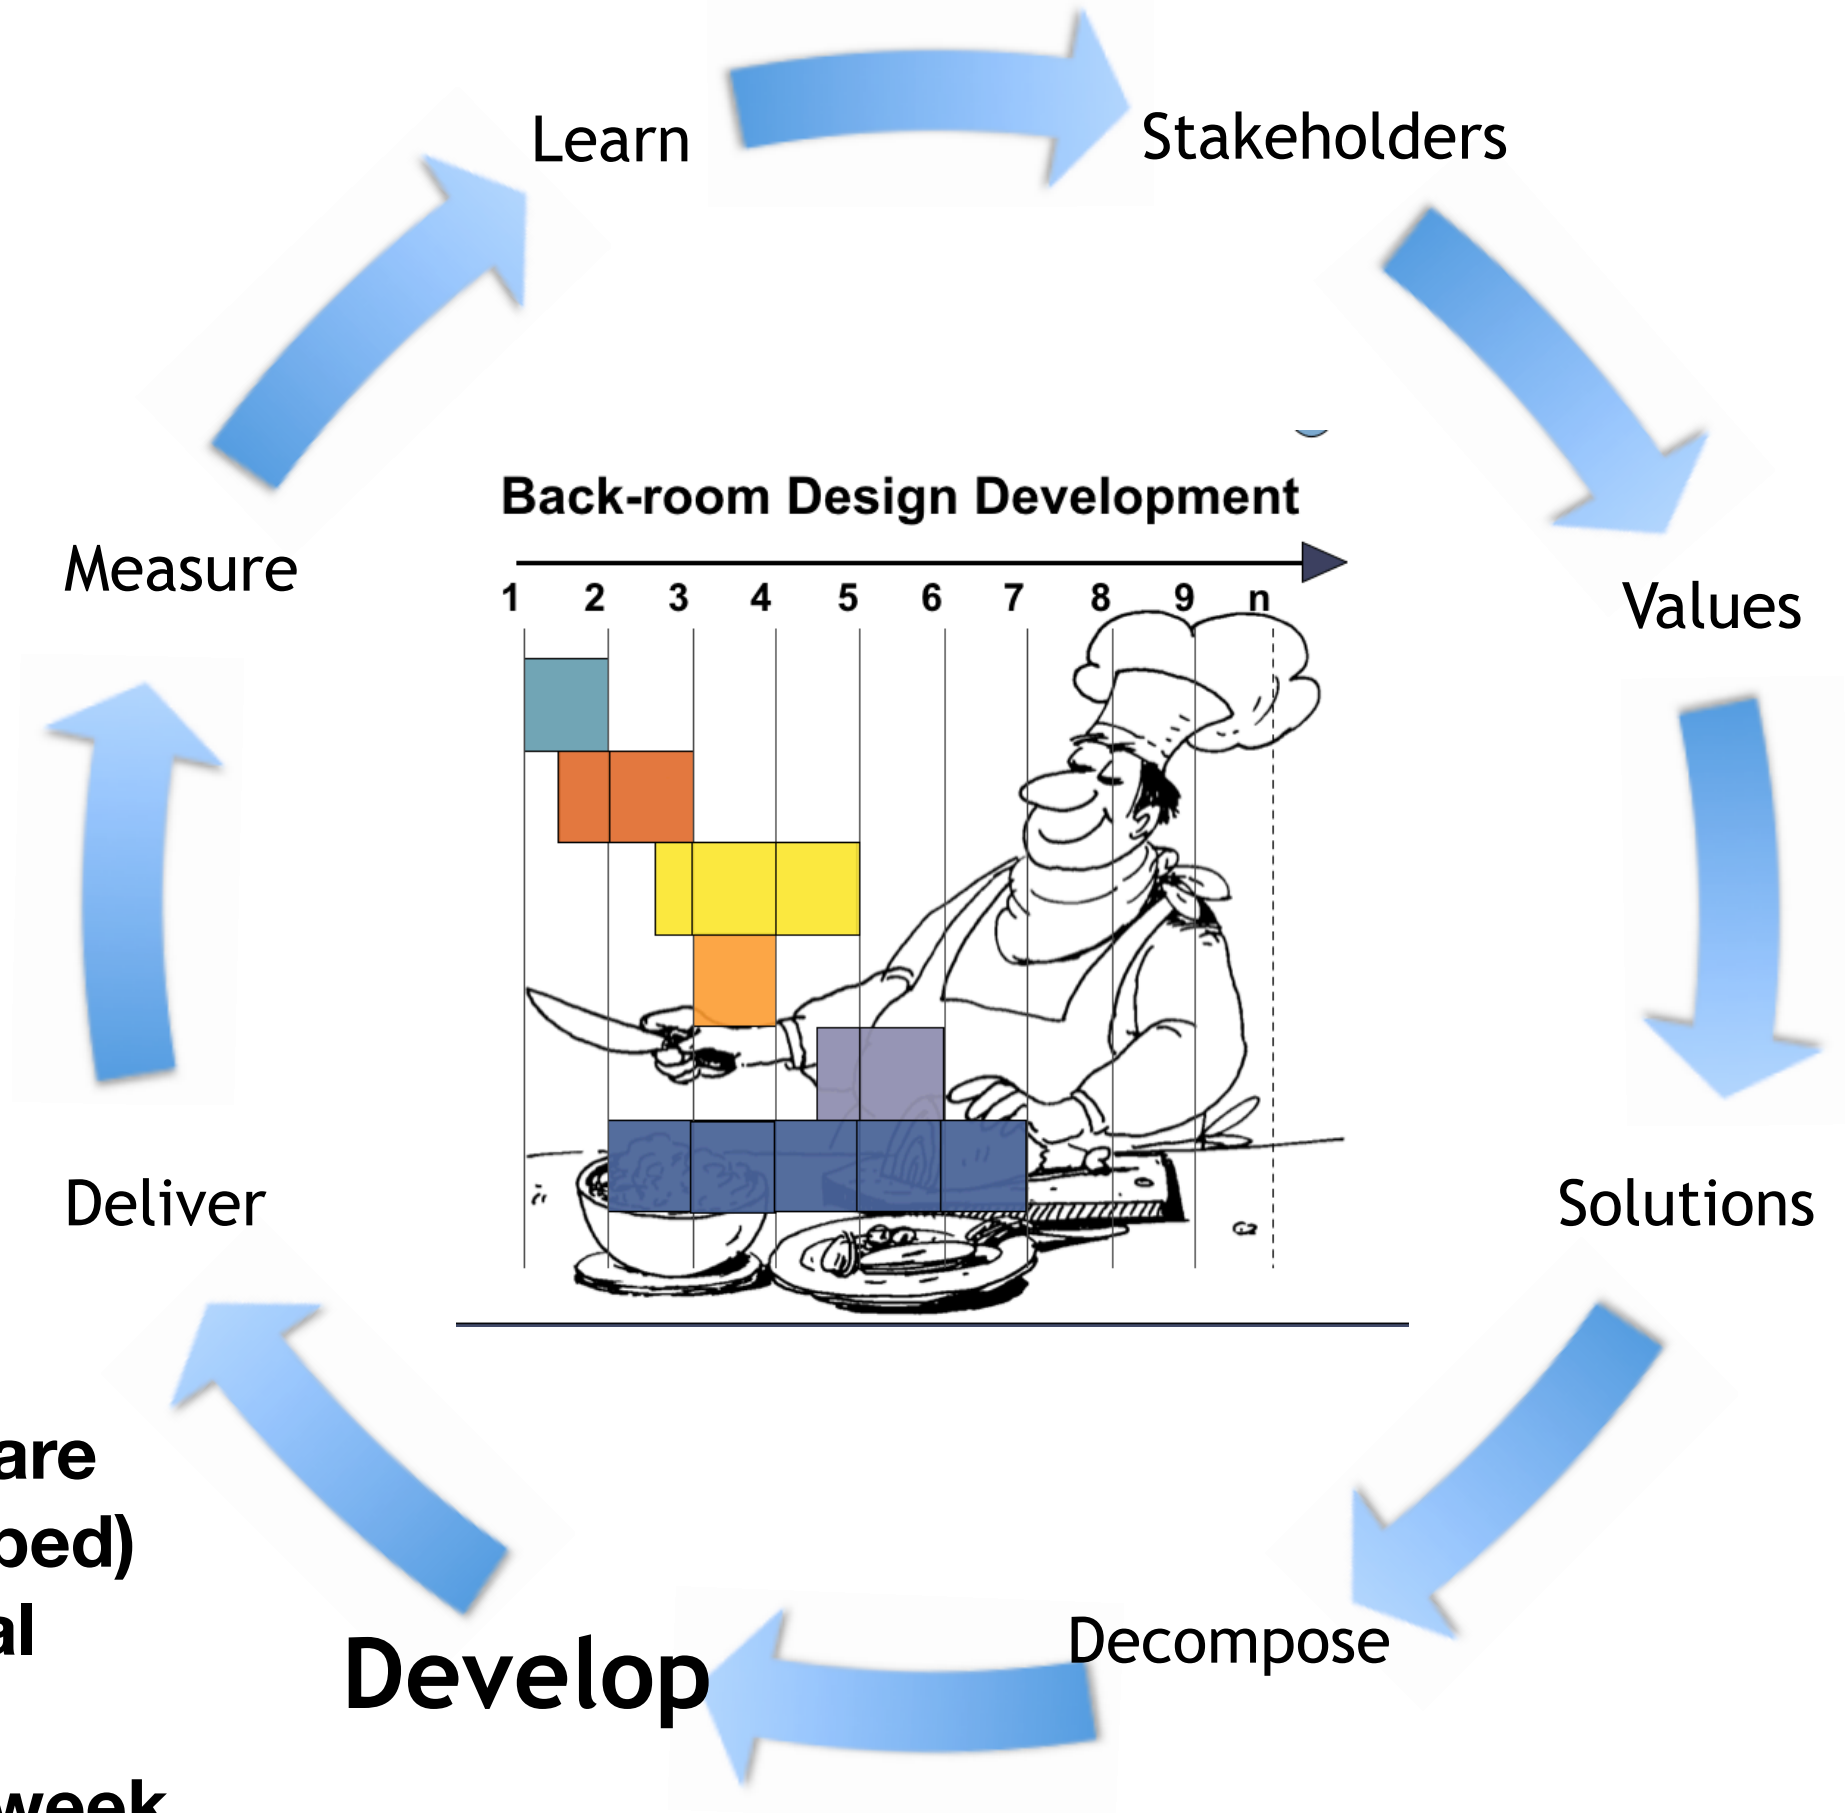 Learn
Stakeholders
Back-room Design Development
Measure
1 2 3 4 5 6 7 8 9 n
Values
Deliver
Solutions
are
ped)
al
Develop
Decompose
week